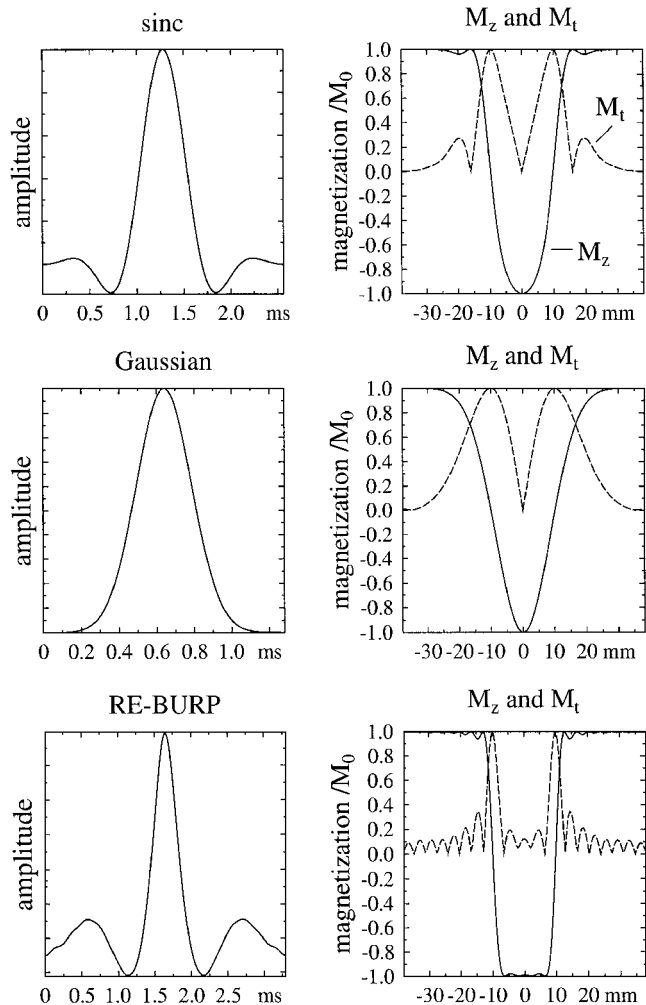 sinc
M_z and M_t
amplitude
0 0.5 1.0 1.5 2.0 ms
magnetization /M_0
1.0
0.8
0.6
0.4
0.2
0.0
-0.2
-0.4
-0.6
-0.8
-1.0
M_t
M_z
-30 -20 -10 0 10 20 mm
Gaussian
M_z and M_t
amplitude
0 0.2 0.4 0.6 0.8 1.0 ms
magnetization /M_0
1.0
0.8
0.6
0.4
0.2
0.0
-0.2
-0.4
-0.6
-0.8
-1.0
-30 -20 -10 0 10 20 mm
RE-BURP
M_z and M_t
amplitude
0 0.5 1.0 1.5 2.0 2.5 ms
magnetization /M_0
1.0
0.8
0.6
0.4
0.2
0.0
-0.2
-0.4
-0.6
-0.8
-1.0
-30 -20 -10 0 10 20 mm